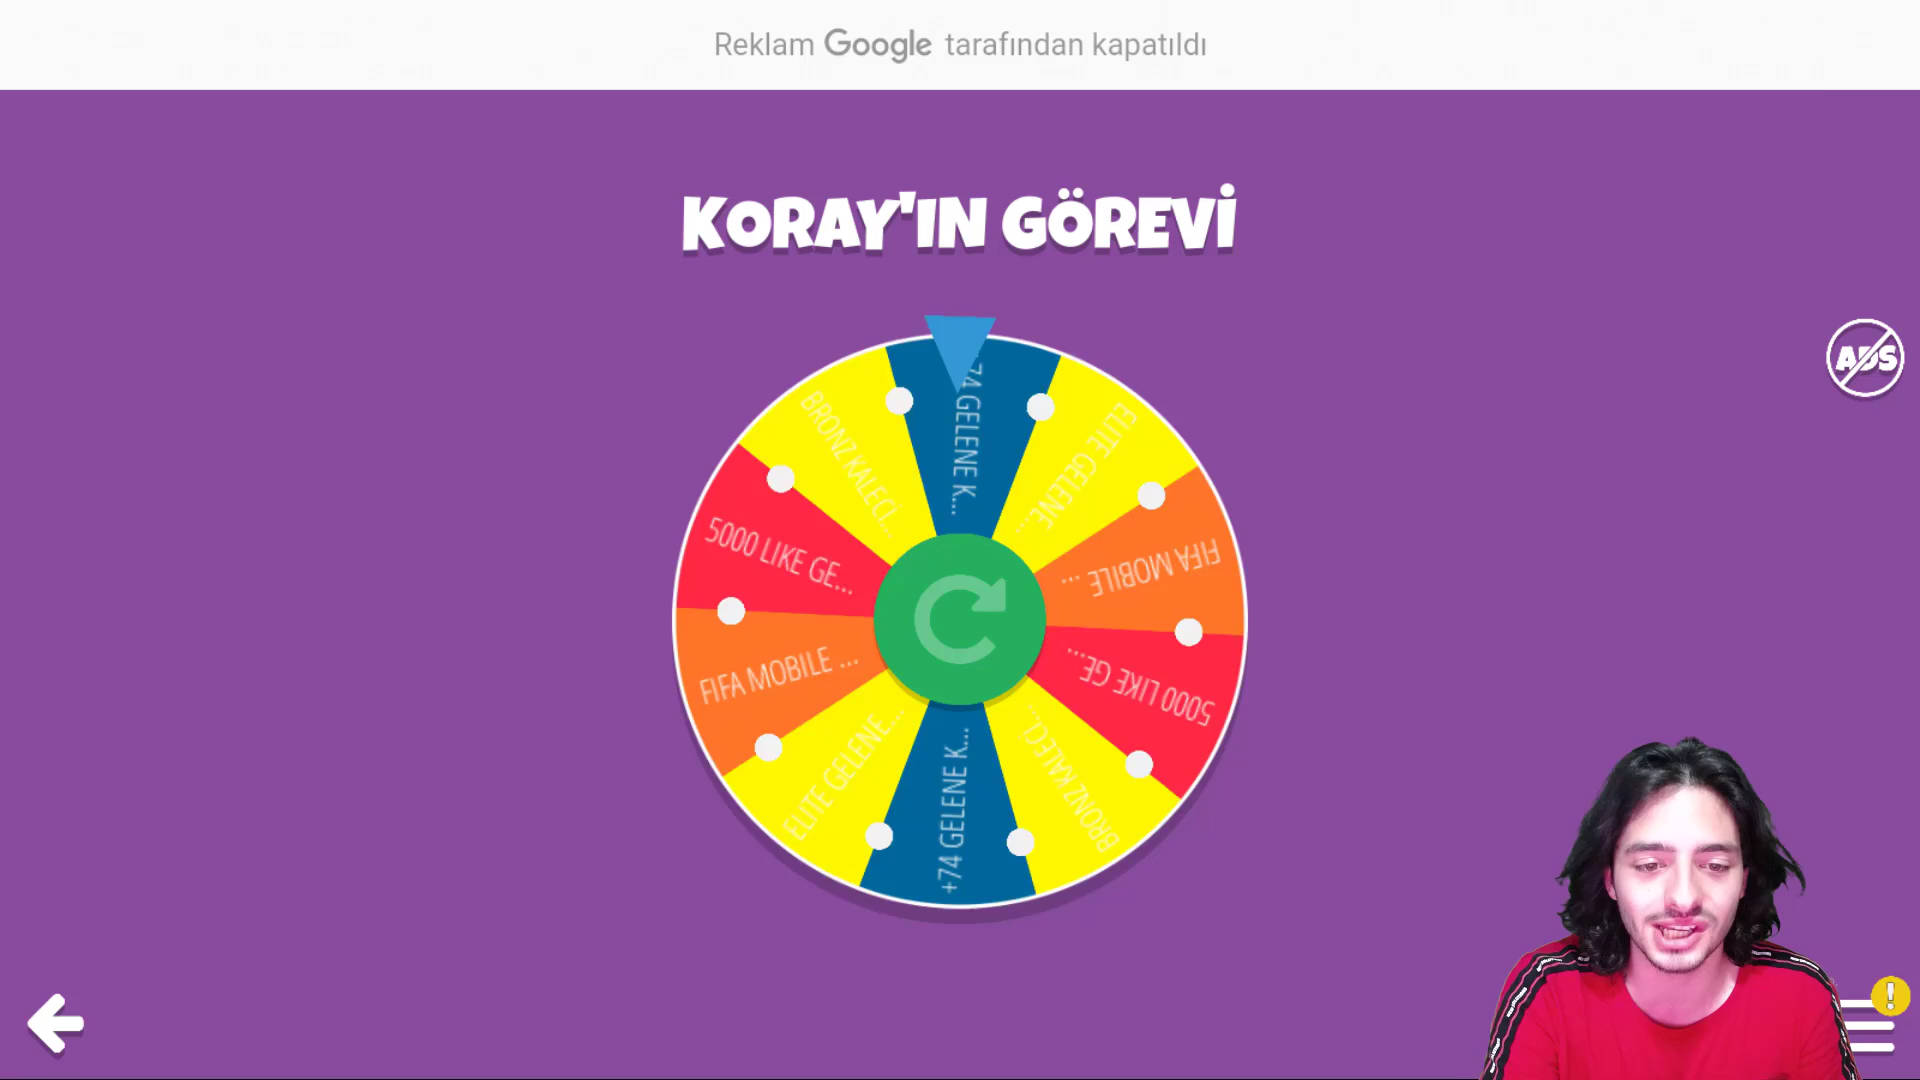 Reklam Google tarafından kapatıldı
KORAY'IN GÖREVİ
74 GELENE K...
ELITE GELENE...
FIFA MOBILE ...
5000 LIKE GE...
BRONZ KALECİ...
+74 GELENE K...
ELITE GELENE...
FIFA MOBILE ...
5000 LIKE GE...
BRONZ KALECİ...
ADS
!